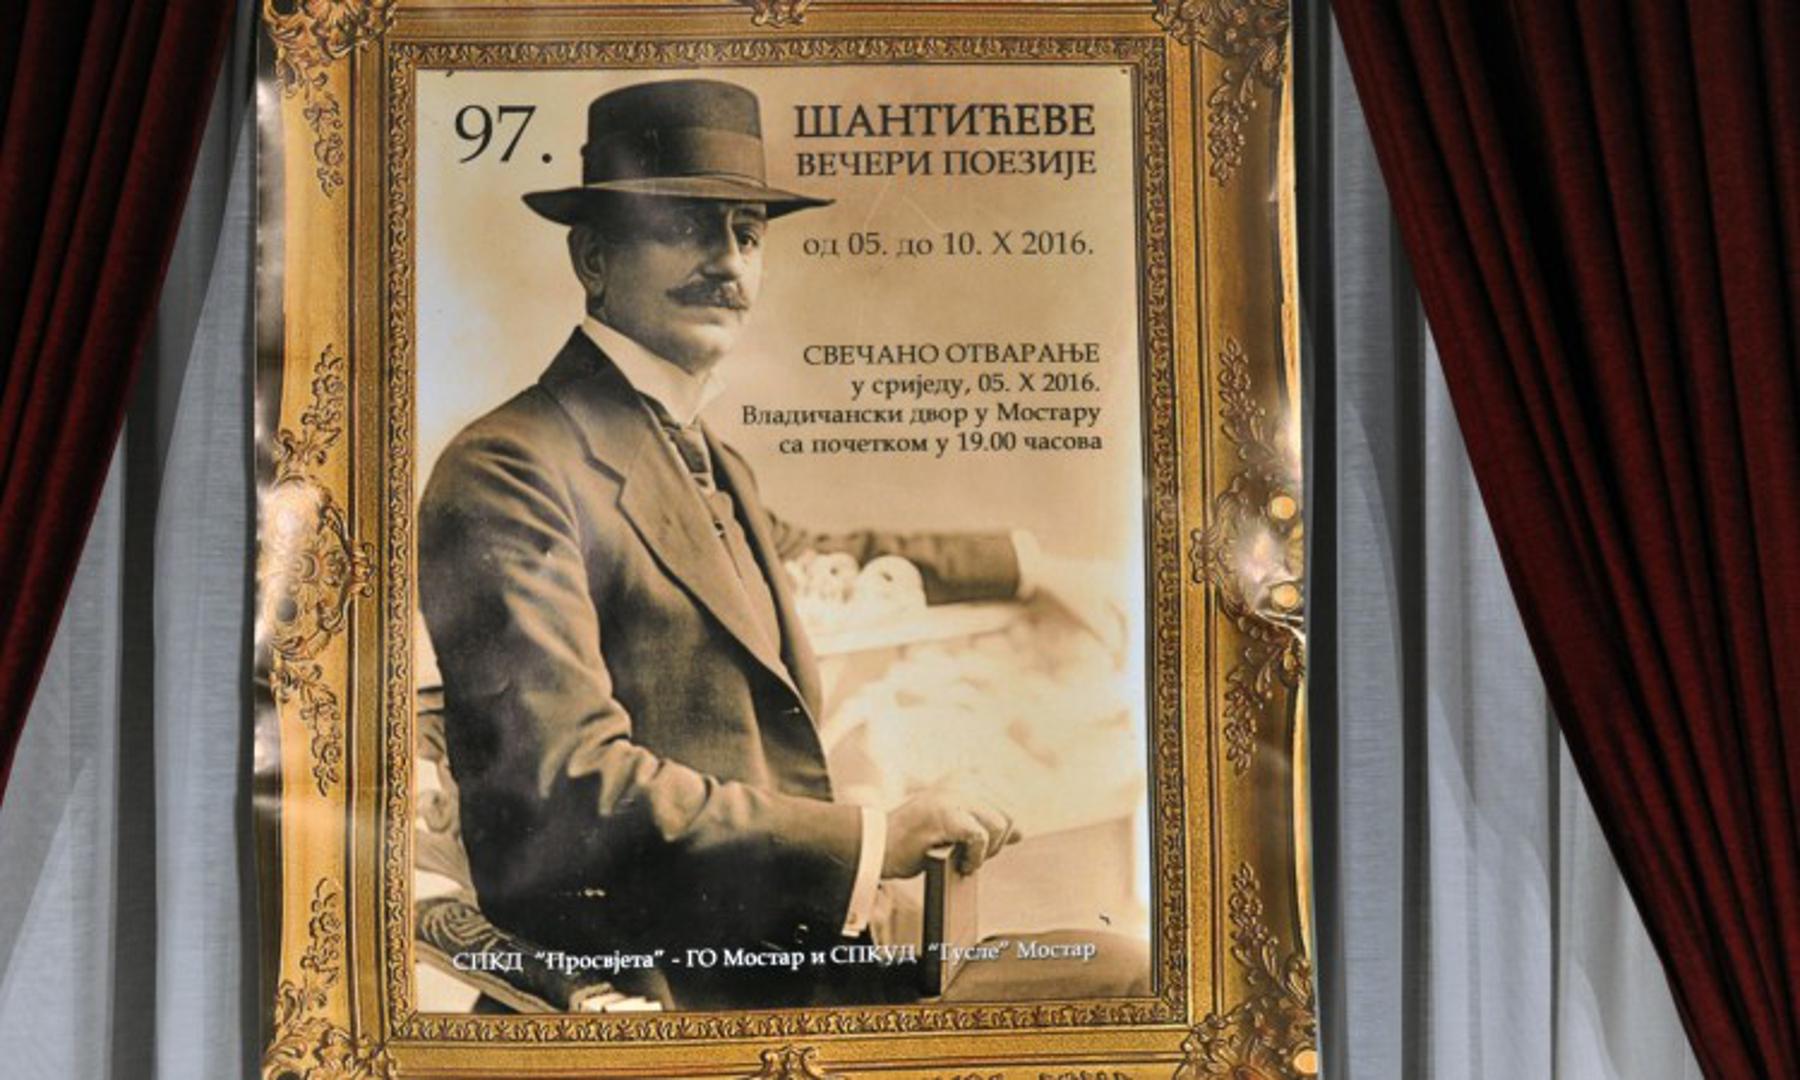 97.
ШАНТИЋЕВЕ
ВЕЧЕРИ ПОЕЗИЈЕ
од 05. до 10. X 2016.
СВЕЧАНО ОТВАРАЊЕ
у сриједу, 05. X 2016.
Владичански двор у Мостару
са почетком у 19.00 часова
СПКД “Просвјета” - ГО Мостар и СПКУД “Гусле” Мостар